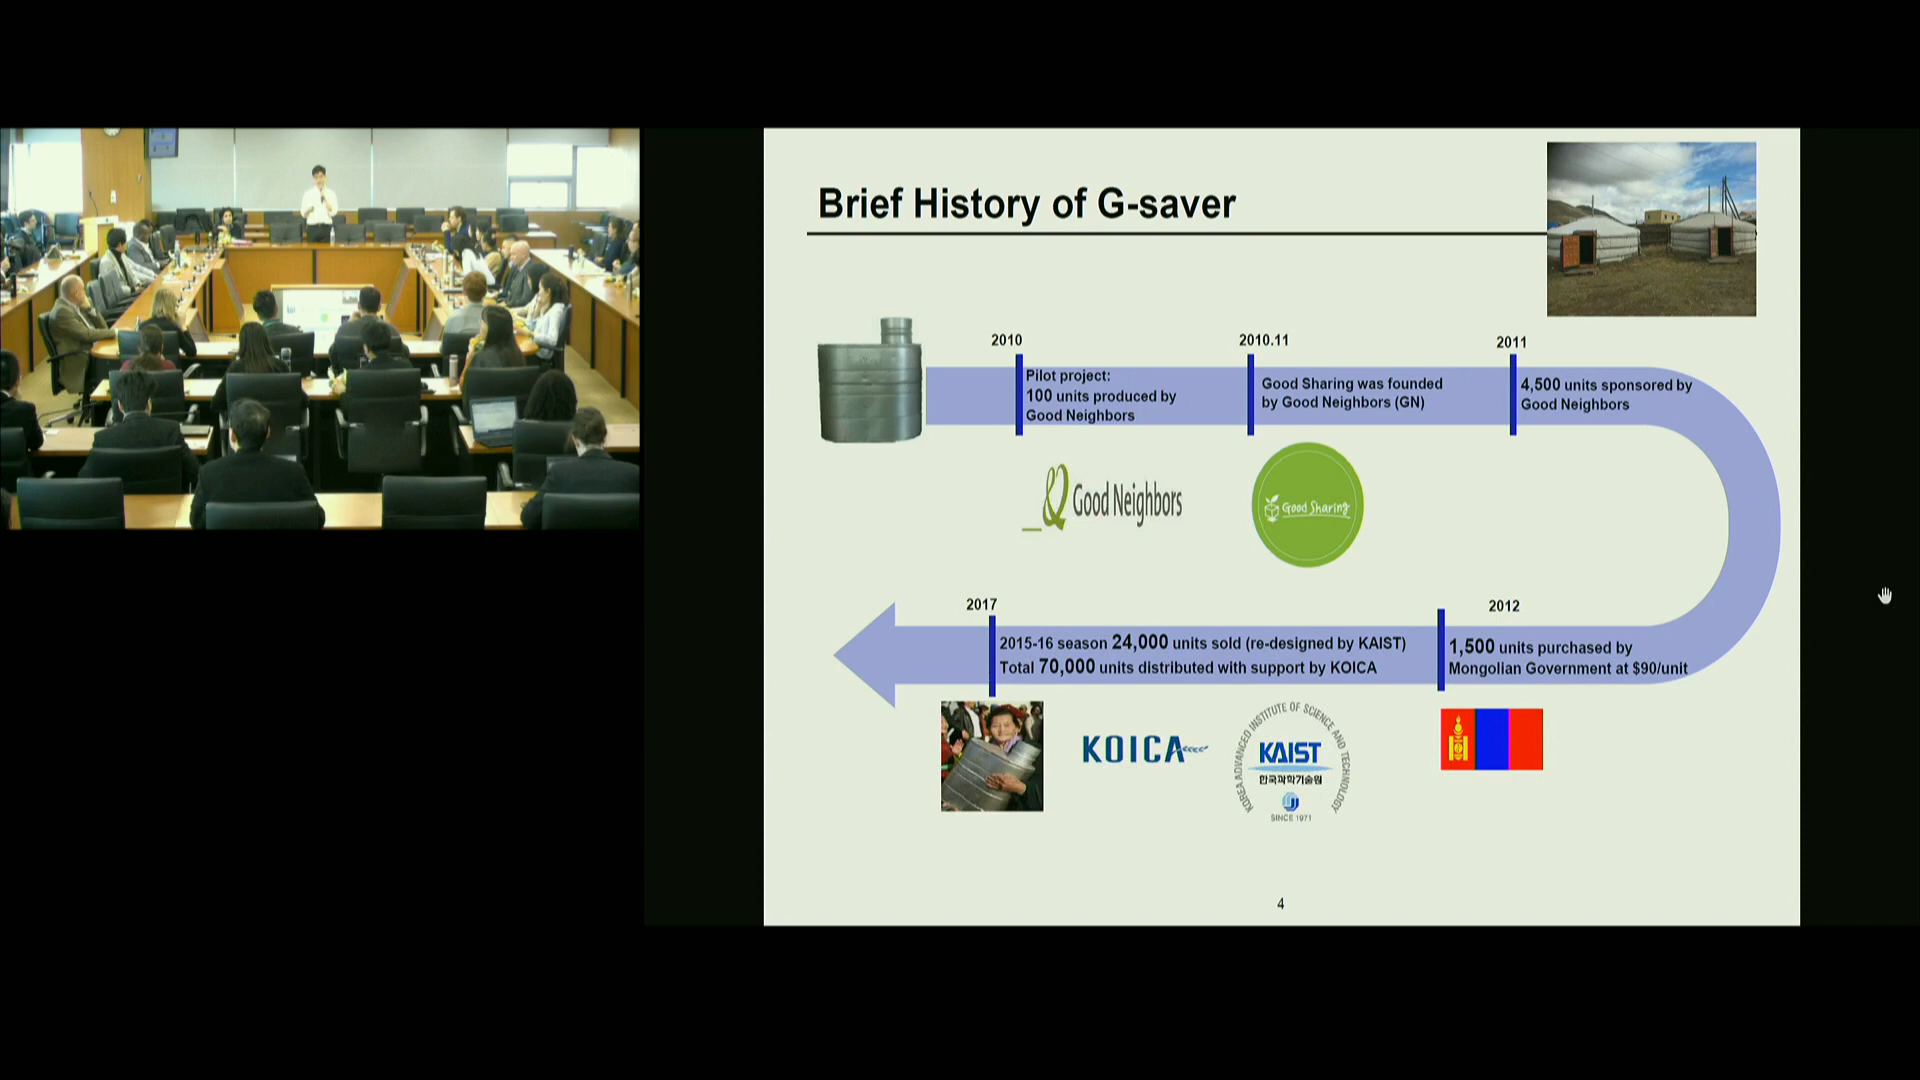 Brief History of G-saver
2010
Pilot project:
100 units produced by
Good Neighbors
2010.11
Good Sharing was founded
by Good Neighbors (GN)
2011
4,500 units sponsored by
Good Neighbors
Good Neighbors
Good Sharing
2017
2015-16 season 24,000 units sold (re-designed by KAIST)
Total 70,000 units distributed with support by KOICA
2012
1,500 units purchased by
Mongolian Government at $90/unit
KOICA
KOREA ADVANCED INSTITUTE OF SCIENCE AND TECHNOLOGY
KAIST
한국과학기술원
SINCE 1971
4